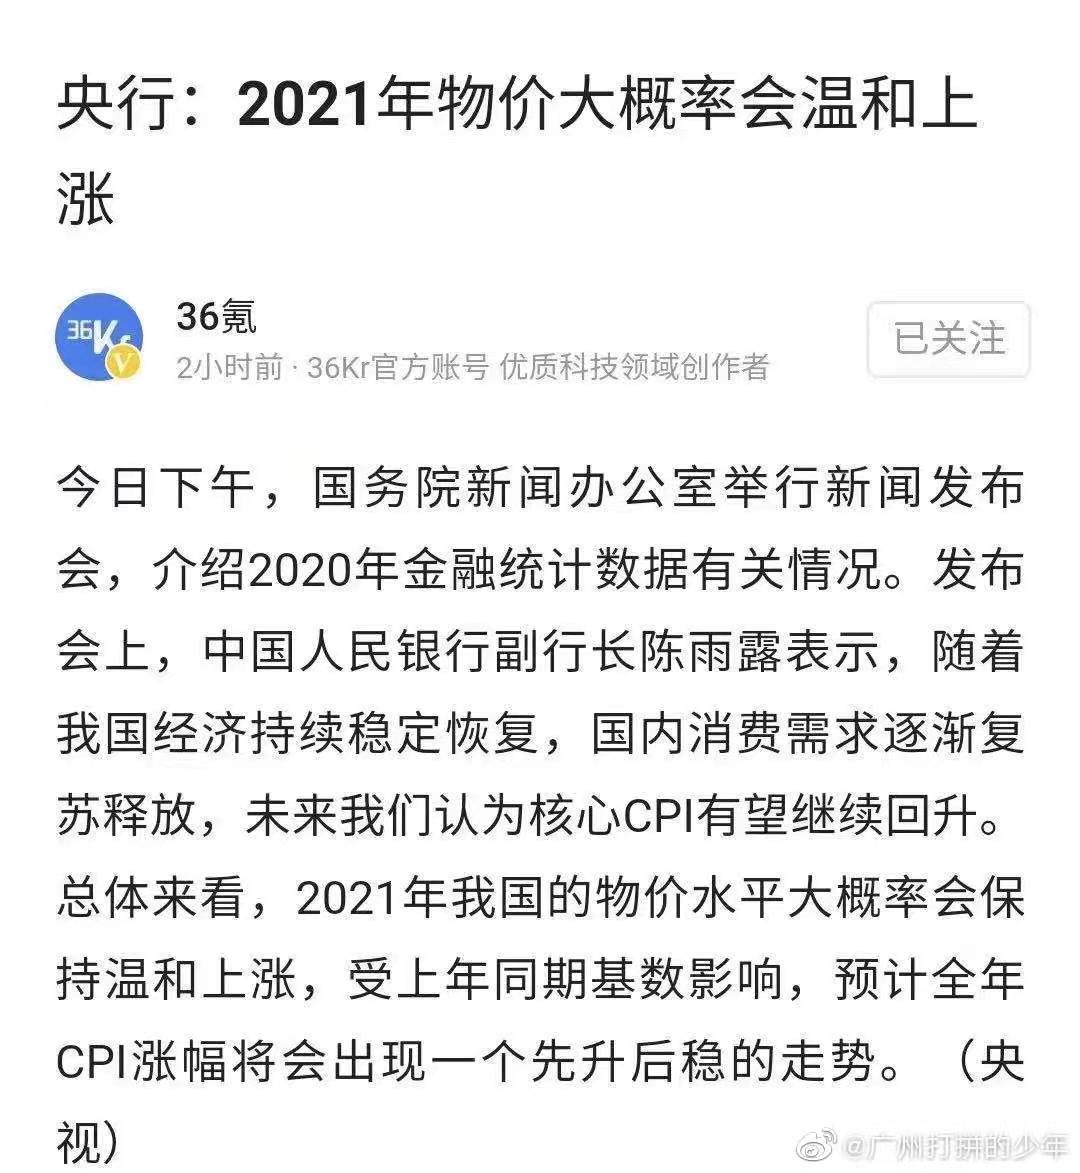 央行：2021年物价大概率会温和上
涨
36Kr
V
36氪
2小时前 · 36Kr官方账号 优质科技领域创作者
已关注
今日下午，国务院新闻办公室举行新闻发布
会，介绍2020年金融统计数据有关情况。发布
会上，中国人民银行副行长陈雨露表示，随着
我国经济持续稳定恢复，国内消费需求逐渐复
苏释放，未来我们认为核心CPI有望继续回升。
总体来看，2021年我国的物价水平大概率会保
持温和上涨，受上年同期基数影响，预计全年
CPI涨幅将会出现一个先升后稳的走势。（央
视）
@广州打拼的少年